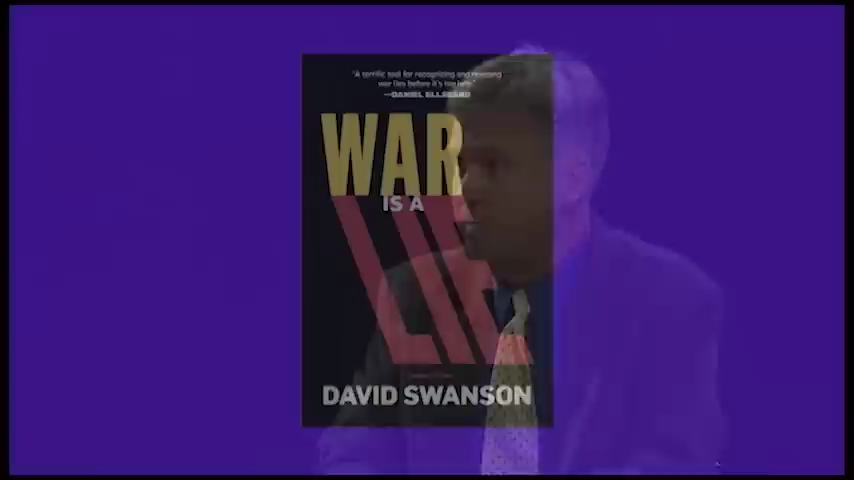 "A terrific tool for recognizing and resisting
war lies before it's too late."
—DANIEL ELLSBERG
WAR
IS A
LIE
DAVID SWANSON